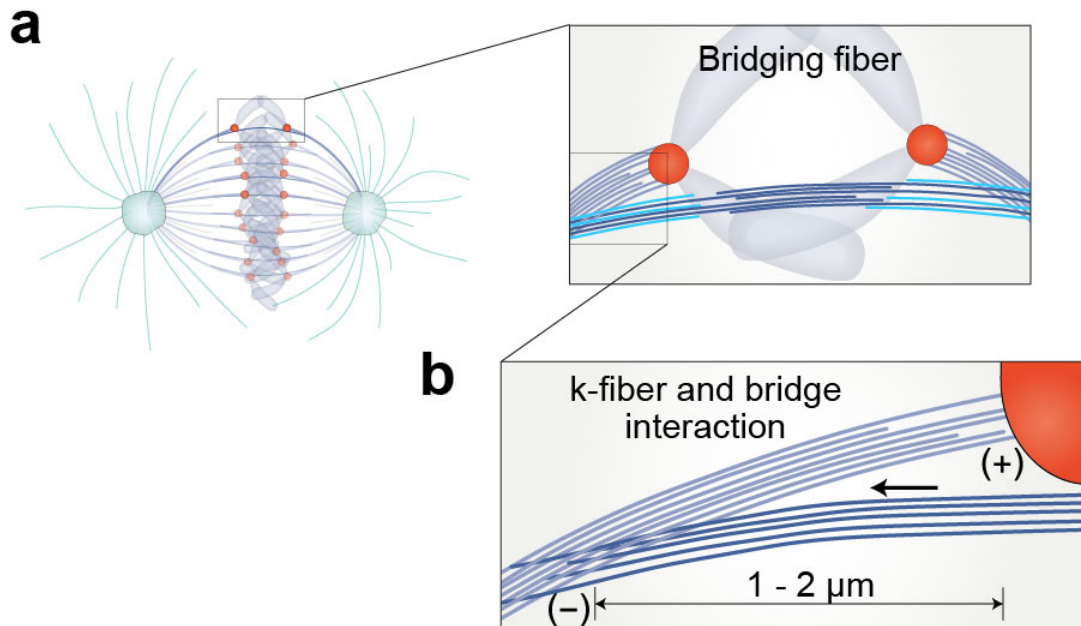 a
Bridging fiber
b
k-fiber and bridge
interaction
(+)
1 - 2 μm
(–)